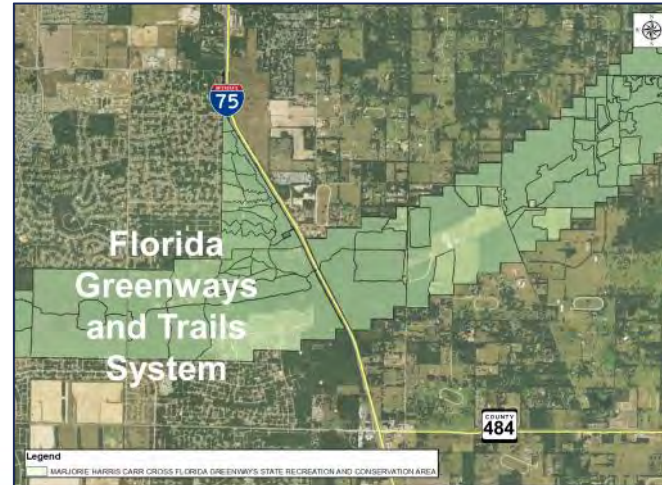 INTERSTATE
75
Florida
Greenways
and Trails
System
COUNTY
484
Legend
MARJORIE HARRIS CARR CROSS FLORIDA GREENWAYS STATE RECREATION AND CONSERVATION AREA